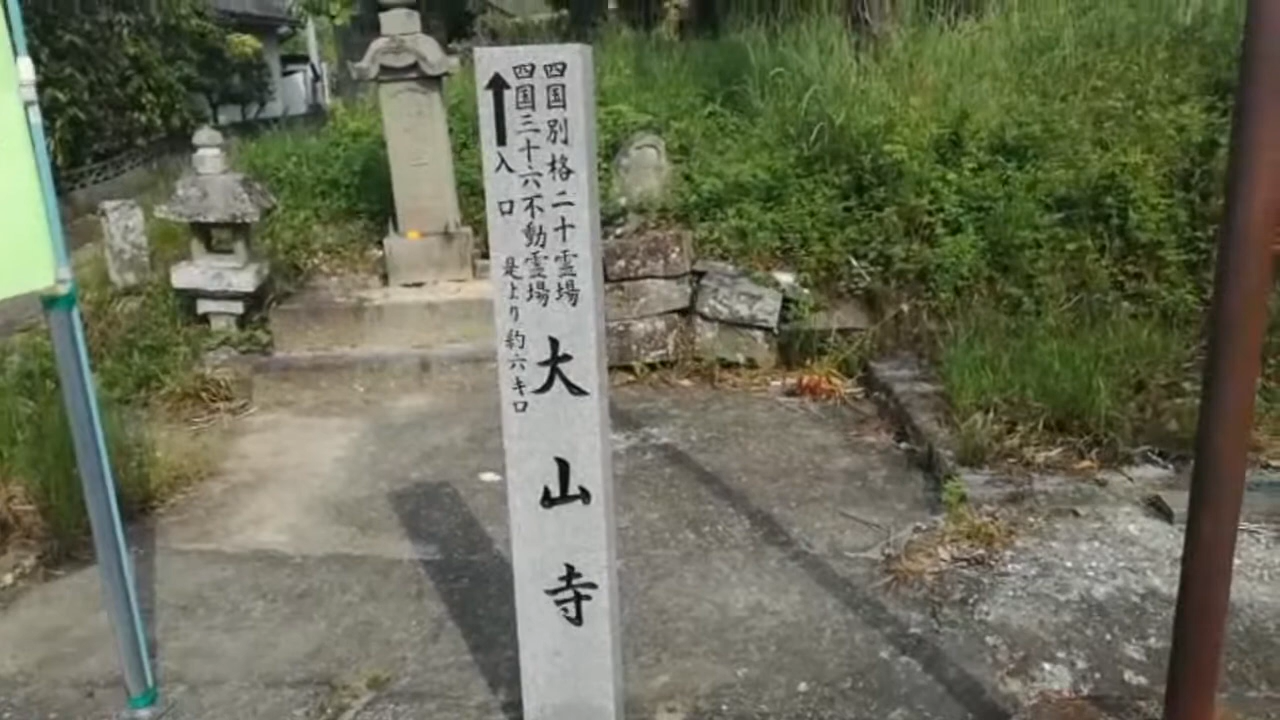 四国別格二十霊場
四国三十六不動霊場
大山寺
↑入口
是より約六キロ